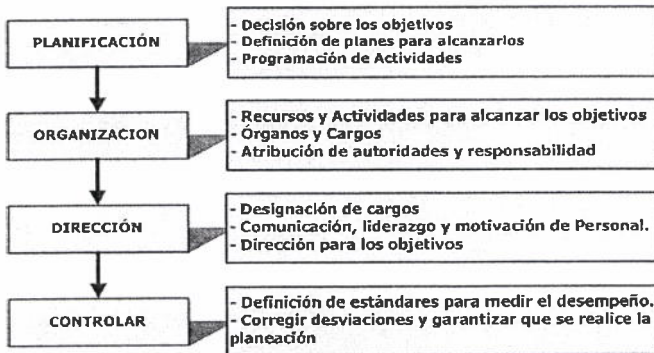 PLANIFICACIÓN
- Decisión sobre los objetivos
- Definición de planes para alcanzarlos
- Programación de Actividades
ORGANIZACION
- Recursos y Actividades para alcanzar los objetivos
- Órganos y Cargos
- Atribución de autoridades y responsabilidad
DIRECCIÓN
- Designación de cargos
- Comunicación, liderazgo y motivación de Personal.
- Dirección para los objetivos
CONTROLAR
- Definición de estándares para medir el desempeño.
- Corregir desviaciones y garantizar que se realice la
planeación